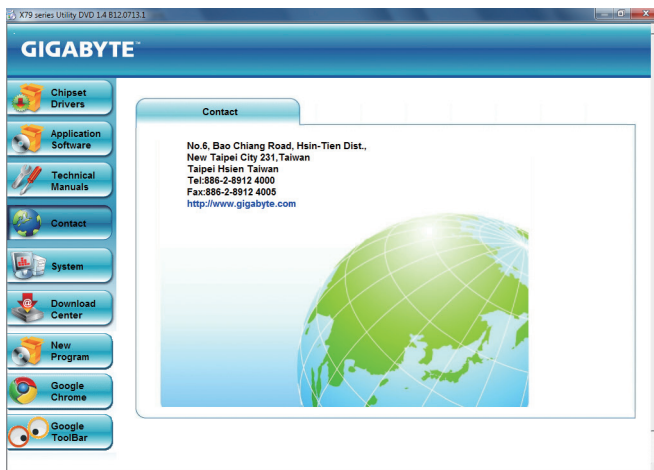 X79 series Utility DVD 1.4 B12.0713.1
GIGABYTE™
Chipset
Drivers
Application
Software
Technical
Manuals
Contact
System
Download
Center
New
Program
Google
Chrome
Google
ToolBar
Contact
No.6, Bao Chiang Road, Hsin-Tien Dist.,
New Taipei City 231,Taiwan
Taipei Hsien Taiwan
Tel:886-2-8912 4000
Fax:886-2-8912 4005
http://www.gigabyte.com